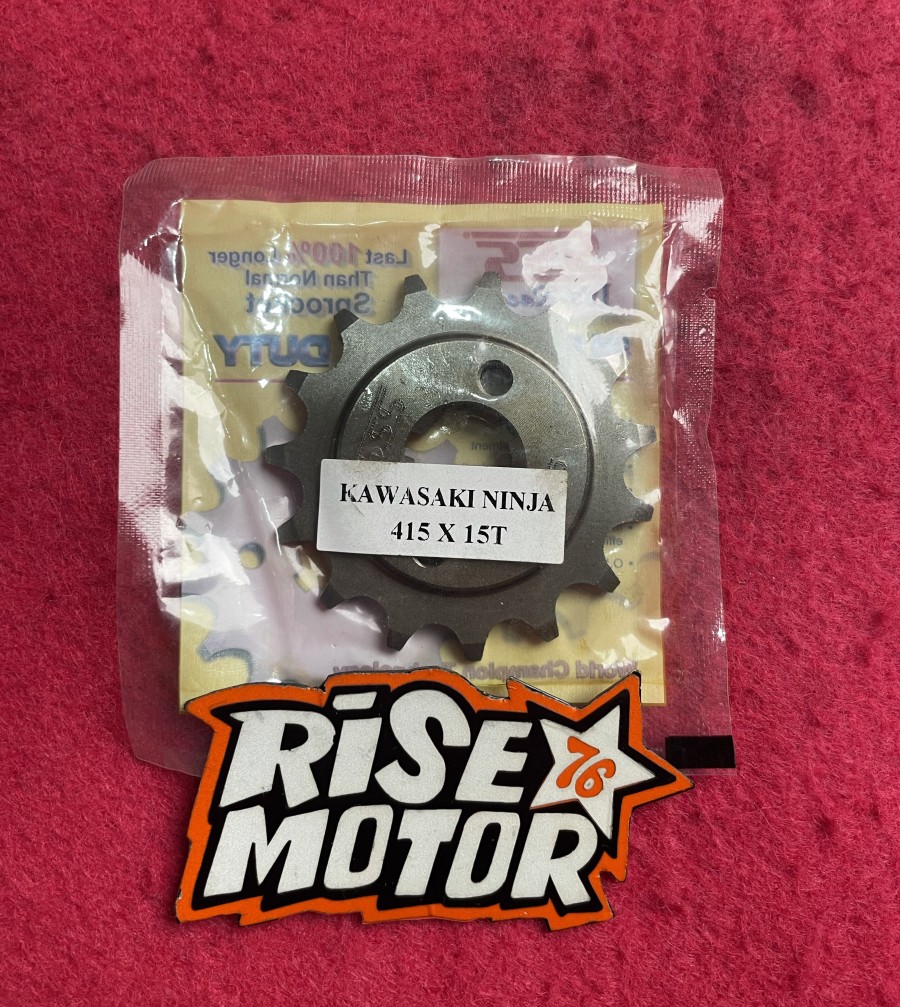 Last 100% Longer
Than Normal
Sprocket
DUTY
KAWASAKI NINJA
415 X 15T
World Champion Technology
RiSE
76
MOTOR